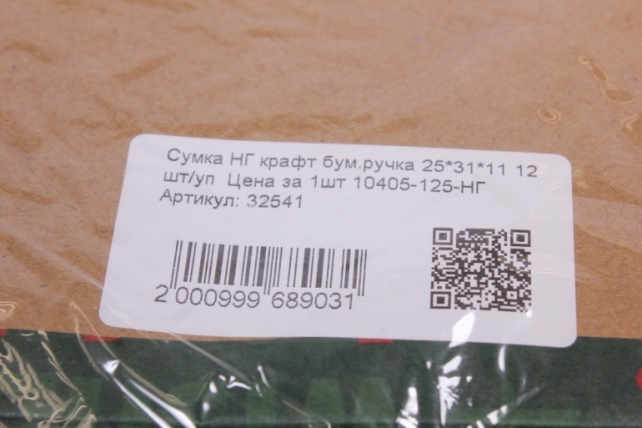 Сумка НГ крафт бум.ручка 25*31*11 12
шт/уп Цена за 1шт 10405-125-НГ
Артикул: 32541
2 000999 689031